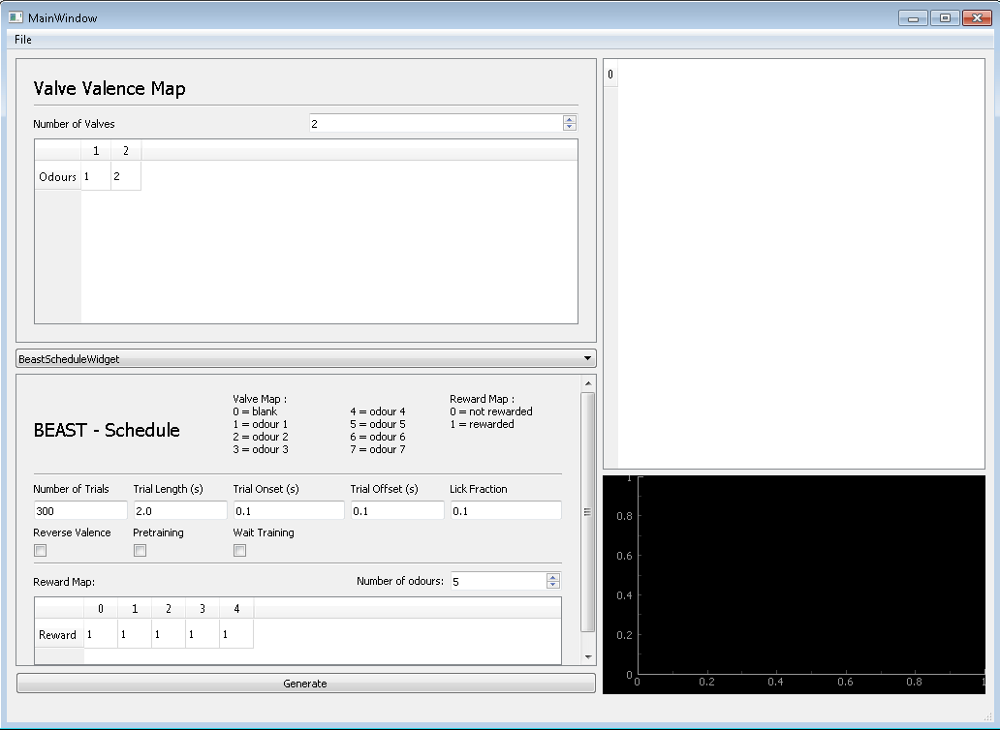 MainWindow
File
Valve Valence Map
Number of Valves 2
1 2
Odours 1 2
BeastScheduleWidget
BEAST - Schedule
Valve Map :
0 = blank
1 = odour 1
2 = odour 2
3 = odour 3
4 = odour 4
5 = odour 5
6 = odour 6
7 = odour 7
Reward Map :
0 = not rewarded
1 = rewarded
Number of Trials Trial Length (s) Trial Onset (s) Trial Offset (s) Lick Fraction
300 2.0 0.1 0.1 0.1
Reverse Valence Pretraining Wait Training
Reward Map: Number of odours: 5
0 1 2 3 4
Reward 1 1 1 1 1
Generate
0
1
0.8
0.6
0.4
0.2
0
0 0.2 0.4 0.6 0.8 1